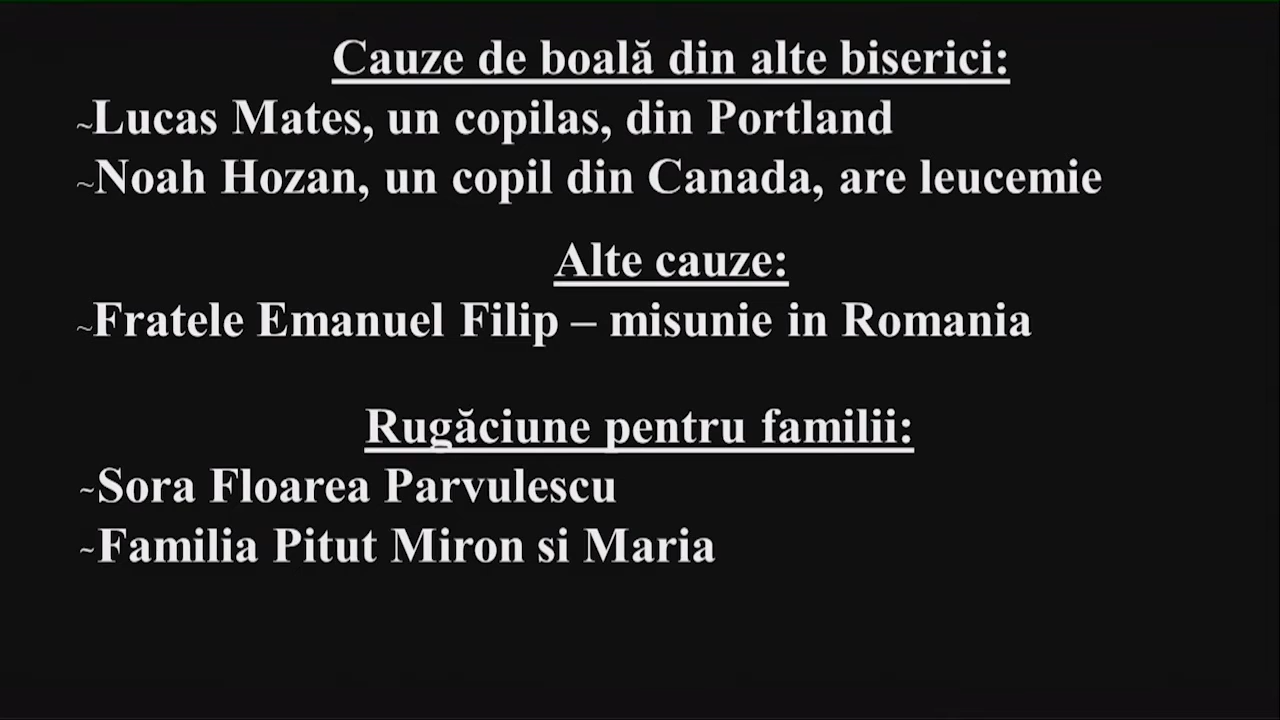 Cauze de boală din alte biserici:
~Lucas Mates, un copilas, din Portland
~Noah Hozan, un copil din Canada, are leucemie
Alte cauze:
~Fratele Emanuel Filip – misunie in Romania
Rugăciune pentru familii:
~Sora Floarea Parvulescu
~Familia Pitut Miron si Maria